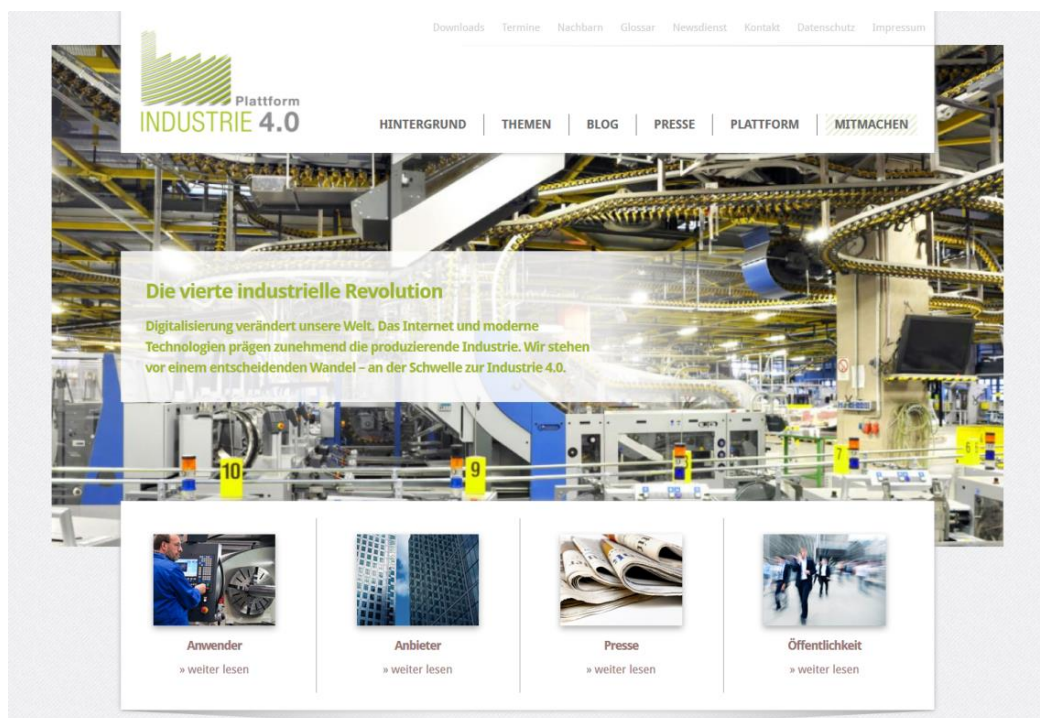 Downloads Termine Nachbarn Glossar Newsdienst Kontakt Datenschutz Impressum
Plattform
INDUSTRIE 4.0
HINTERGRUND THEMEN BLOG PRESSE PLATTFORM MITMACHEN
Die vierte industrielle Revolution
Digitalisierung verändert unsere Welt. Das Internet und moderne
Technologien prägen zunehmend die produzierende Industrie. Wir stehen
vor einem entscheidenden Wandel – an der Schwelle zur Industrie 4.0.
10 9 7 6
Anwender Anbieter Presse Öffentlichkeit
» weiter lesen » weiter lesen » weiter lesen » weiter lesen